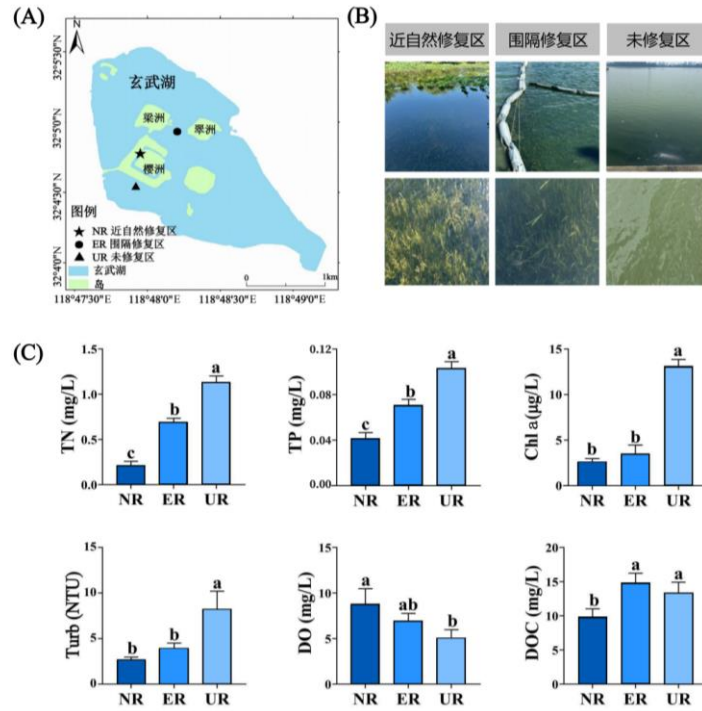 (A)
N
32°5'30"N
32°5'0"N
32°4'30"N
32°4'0"N
玄武湖
梁洲
翠洲
樱洲
图例
NR 近自然修复区
ER 围隔修复区
UR 未修复区
玄武湖
岛
0 1km
118°47'30"E 118°48'0"E 118°48'30"E 118°49'0"E
(B)
近自然修复区 围隔修复区 未修复区
(C)
TN (mg/L)
1.5
1.0
0.5
0.0
c b a
NR ER UR
TP (mg/L)
0.12
0.08
0.04
0.00
c b a
NR ER UR
Chl a(μg/L)
15
10
5
0
b b a
NR ER UR
Turb (NTU)
15
10
5
0
b b a
NR ER UR
DO (mg/L)
15
10
5
0
a ab b
NR ER UR
DOC (mg/L)
20
15
10
5
0
b a a
NR ER UR